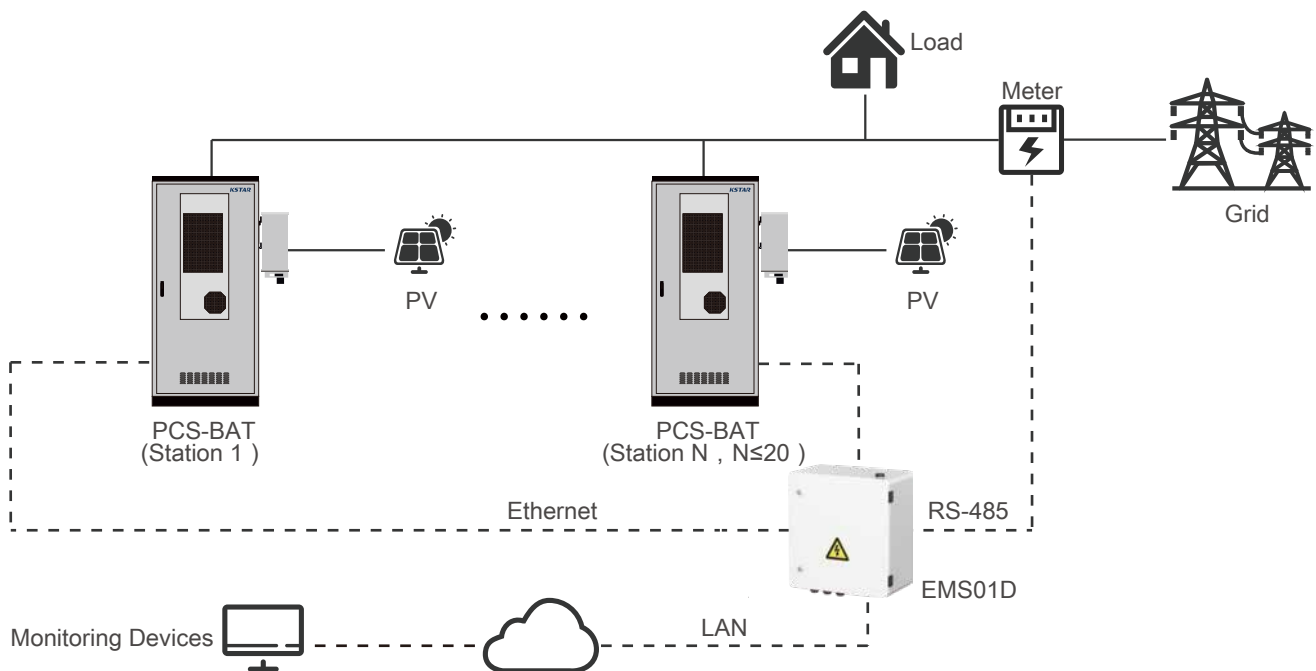 Load
Meter
KSTAR
KSTAR
Grid
PV
PV
PCS-BAT
(Station 1 )
PCS-BAT
(Station N , N≤20 )
Ethernet
RS-485
EMS01D
LAN
Monitoring Devices